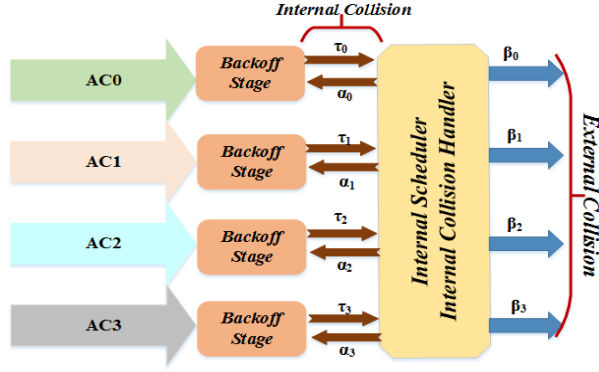 Internal Collision
AC0
Backoff
Stage
τ0
α0
β0
AC1
Backoff
Stage
τ1
α1
β1
AC2
Backoff
Stage
τ2
α2
β2
AC3
Backoff
Stage
τ3
α3
β3
Internal Scheduler
Internal Collision Handler
External Collision